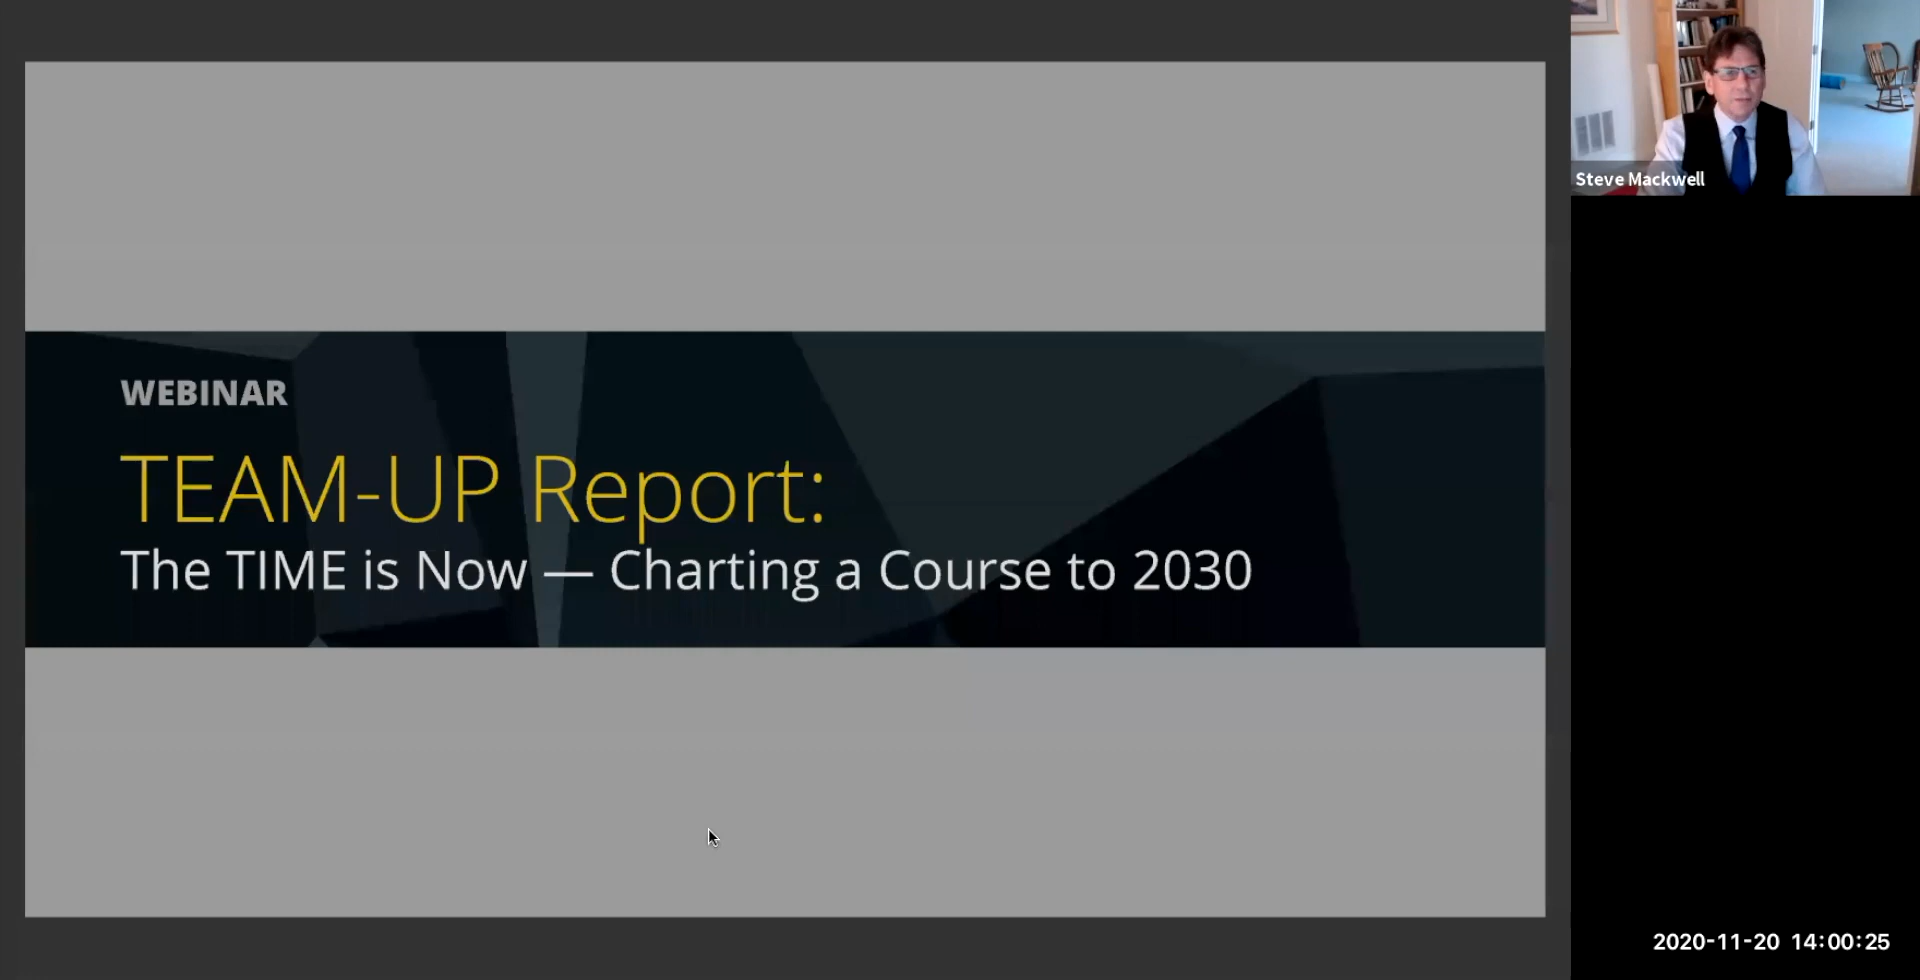 WEBINAR
TEAM-UP Report:
The TIME is Now — Charting a Course to 2030
Steve Mackwell
2020-11-20 14:00:25